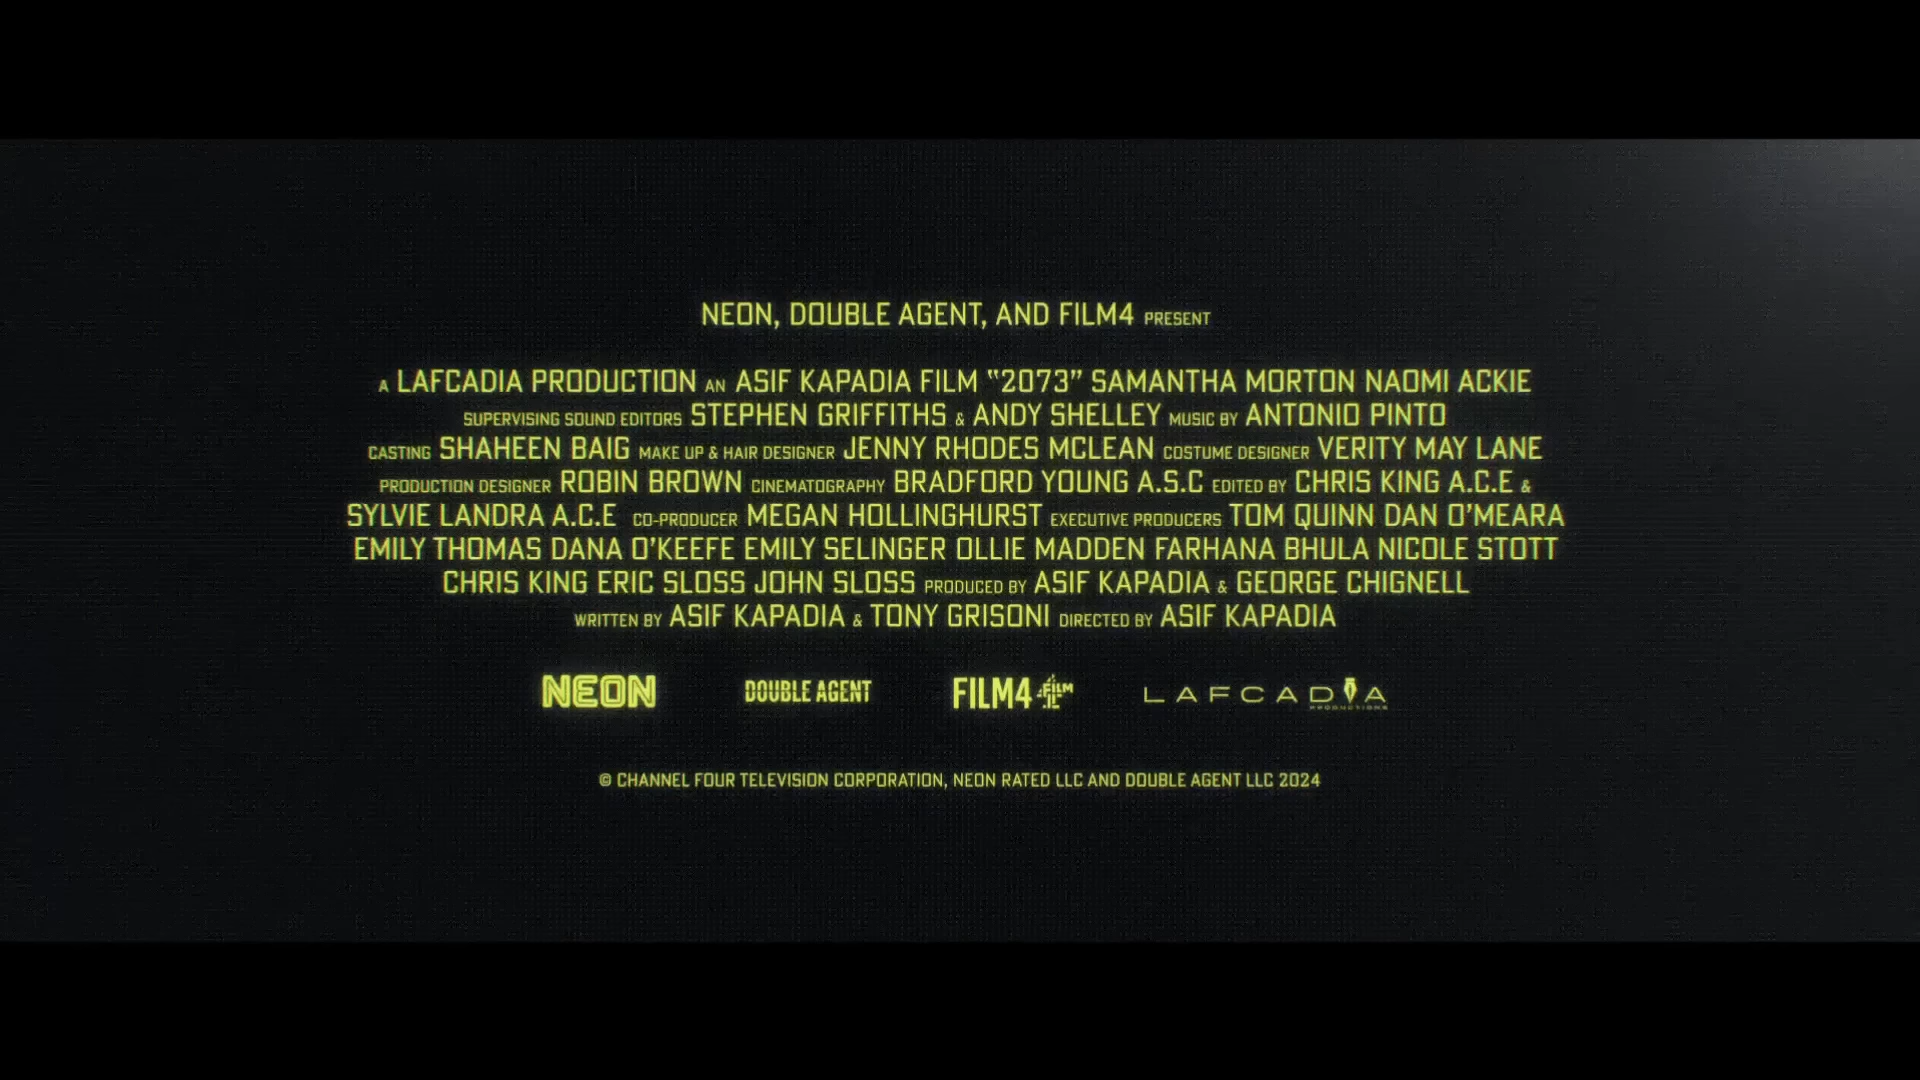 NEON, DOUBLE AGENT, AND FILM4 PRESENT
A LAFCADIA PRODUCTION AN ASIF KAPADIA FILM "2073" SAMANTHA MORTON NAOMI ACKIE
SUPERVISING SOUND EDITORS STEPHEN GRIFFITHS & ANDY SHELLEY MUSIC BY ANTONIO PINTO
CASTING SHAHEEN BAIG MAKE UP & HAIR DESIGNER JENNY RHODES MCLEAN COSTUME DESIGNER VERITY MAY LANE
PRODUCTION DESIGNER ROBIN BROWN CINEMATOGRAPHY BRADFORD YOUNG A.S.C EDITED BY CHRIS KING A.C.E &
SYLVIE LANDRA A.C.E CO-PRODUCER MEGAN HOLLINGHURST EXECUTIVE PRODUCERS TOM QUINN DAN O'MEARA
EMILY THOMAS DANA O'KEEFE EMILY SELINGER OLLIE MADDEN FARHANA BHULA NICOLE STOTT
CHRIS KING ERIC SLOSS JOHN SLOSS PRODUCED BY ASIF KAPADIA & GEORGE CHIGNELL
WRITTEN BY ASIF KAPADIA & TONY GRISONI DIRECTED BY ASIF KAPADIA
NEON DOUBLE AGENT FILM4 FILM LAFCADIA
PRODUCTIONS
© CHANNEL FOUR TELEVISION CORPORATION, NEON RATED LLC AND DOUBLE AGENT LLC 2024